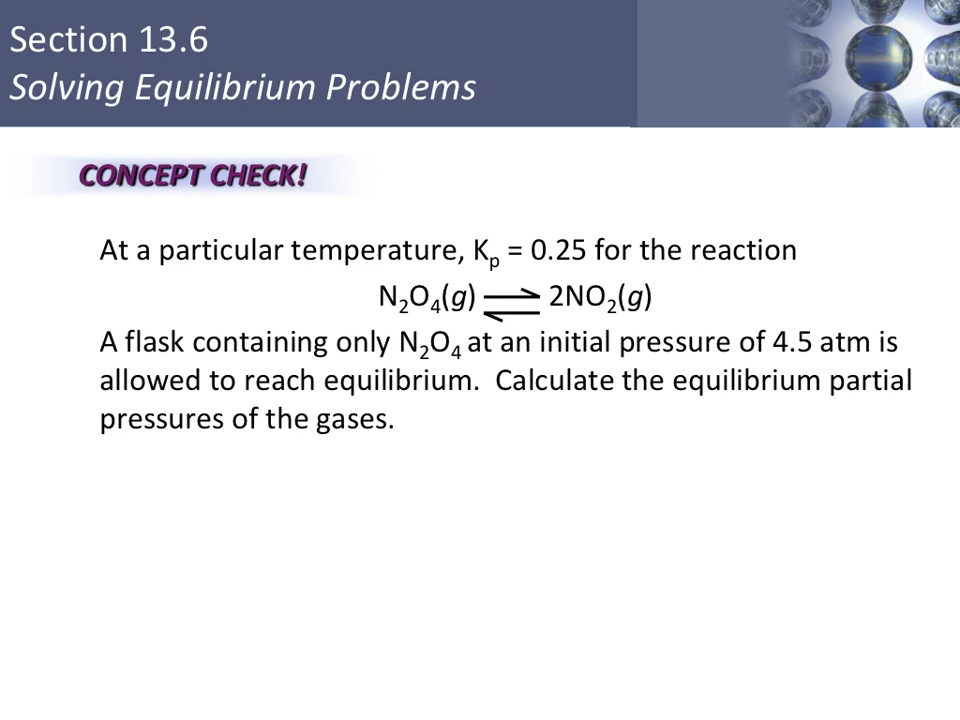 Section 13.6
Solving Equilibrium Problems
CONCEPT CHECK!
At a particular temperature, Kₚ = 0.25 for the reaction
N₂O₄(g) ⇌ 2NO₂(g)
A flask containing only N₂O₄ at an initial pressure of 4.5 atm is
allowed to reach equilibrium.  Calculate the equilibrium partial
pressures of the gases.